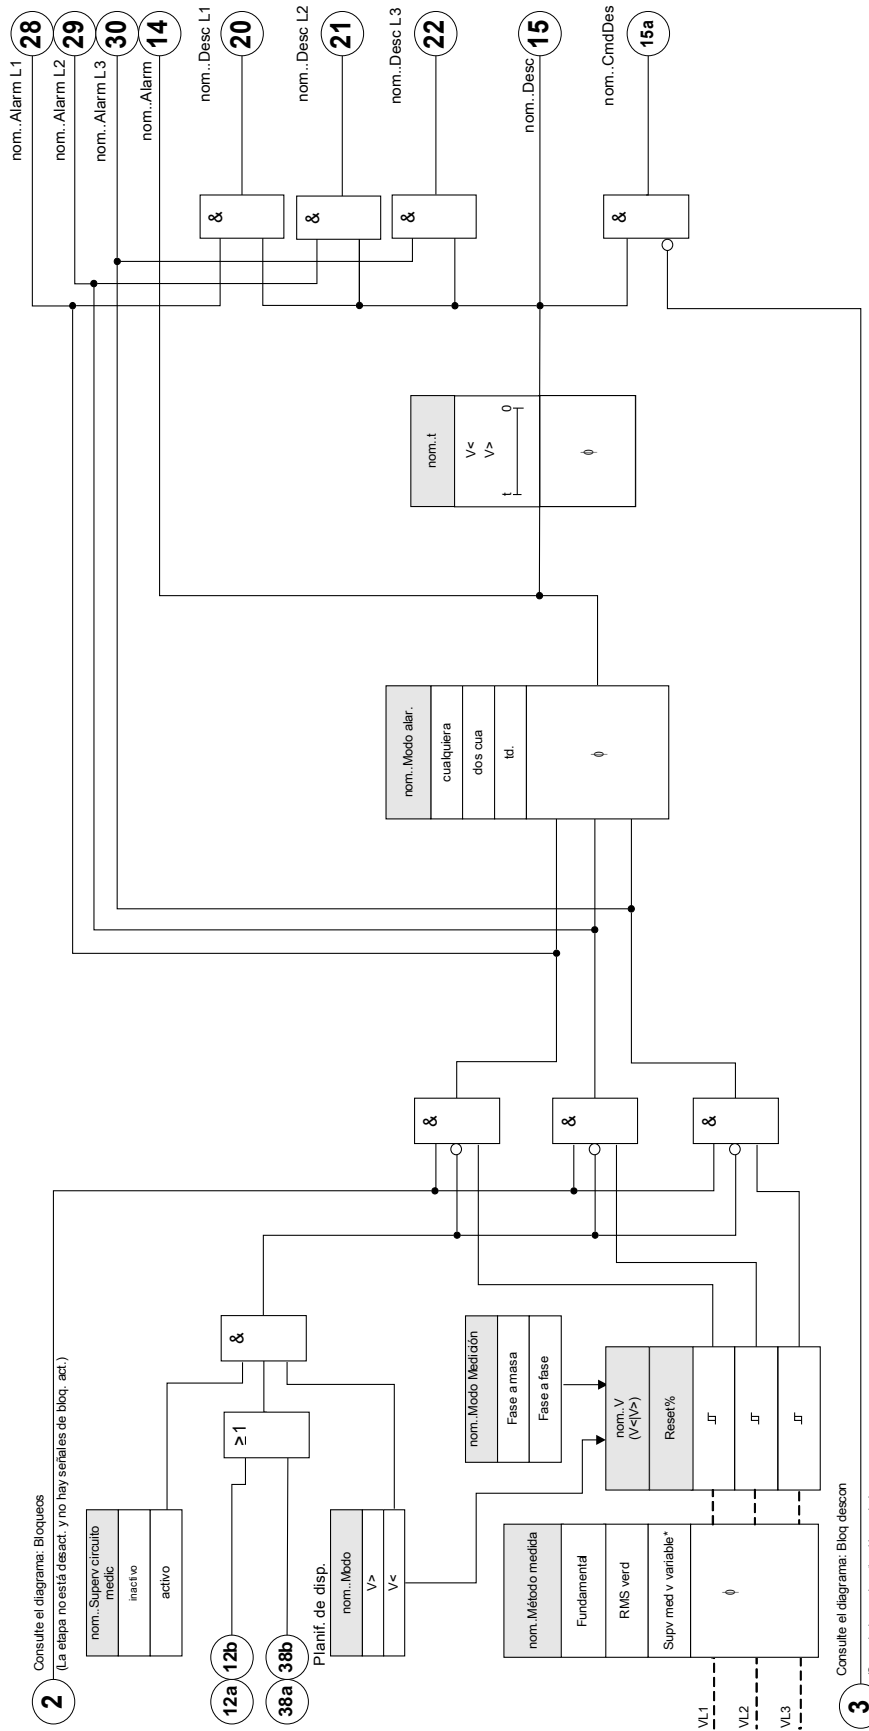 2
Consulte el diagrama: Bloqueos
(La etapa no está desact. y no hay señales de bloq. act.)
nom..Superv circuito
medic
inactivo
activo
12a
12b
38a
38b
≥1
&
Planif. de disp.
nom..Modo
V>
V<
nom..Modo Medición
Fase a masa
Fase a fase
nom..V
(V<|V>)
Reset%
nom..Método medida
Fundamental
RMS verd
Supv med v variable*
ϕ
VL1
VL2
VL3
3
Consulte el diagrama: Bloq descon
&
&
&
nom..Modo alar.
cualquiera
dos cua
td.
ϕ
nom..t
V<
V>
t
0
ϕ
&
&
&
&
nom..Alarm L1
28
nom..Alarm L2
29
nom..Alarm L3
30
nom..Alarm
14
nom..Desc L1
20
nom..Desc L2
21
nom..Desc L3
22
nom..Desc
15
nom..CmdDes
15a